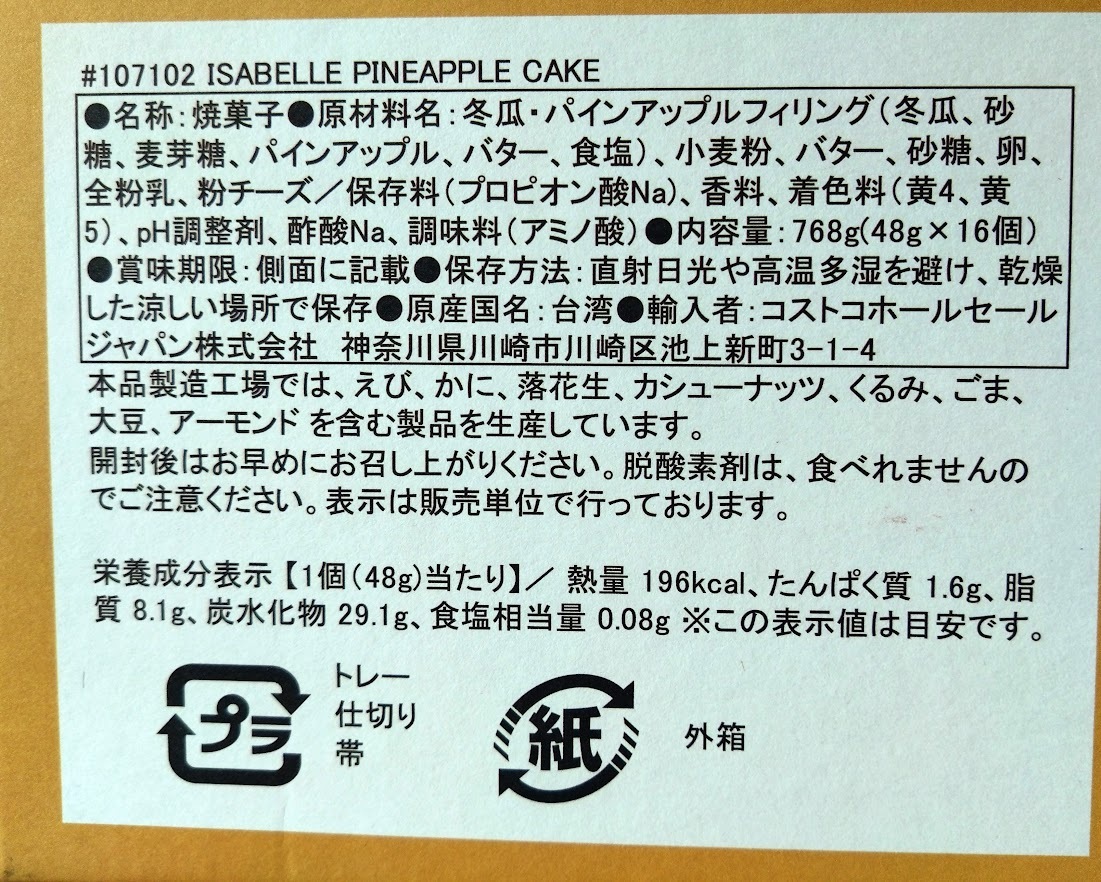 #107102 ISABELLE PINEAPPLE CAKE
●名称:焼菓子●原材料名:冬瓜・パインアップルフィリング(冬瓜、砂
糖、麦芽糖、パインアップル、バター、食塩)、小麦粉、バター、砂糖、卵、
全粉乳、粉チーズ/保存料(プロピオン酸Na)、香料、着色料(黄4、黄
5)、pH調整剤、酢酸Na、調味料(アミノ酸)●内容量:768g(48g×16個)
●賞味期限:側面に記載●保存方法:直射日光や高温多湿を避け、乾燥
した涼しい場所で保存●原産国名:台湾●輸入者:コストコホールセール
ジャパン株式会社 神奈川県川崎市川崎区池上新町3-1-4
本品製造工場では、えび、かに、落花生、カシューナッツ、くるみ、ごま、
大豆、アーモンド を含む製品を生産しています。
開封後はお早めにお召し上がりください。脱酸素剤は、食べれませんの
でご注意ください。表示は販売単位で行っております。
栄養成分表示【1個(48g)当たり】/ 熱量 196kcal、たんぱく質 1.6g、脂
質 8.1g、炭水化物 29.1g、食塩相当量 0.08g ※この表示値は目安です。
プラ
トレー
仕切り
帯
紙
外箱